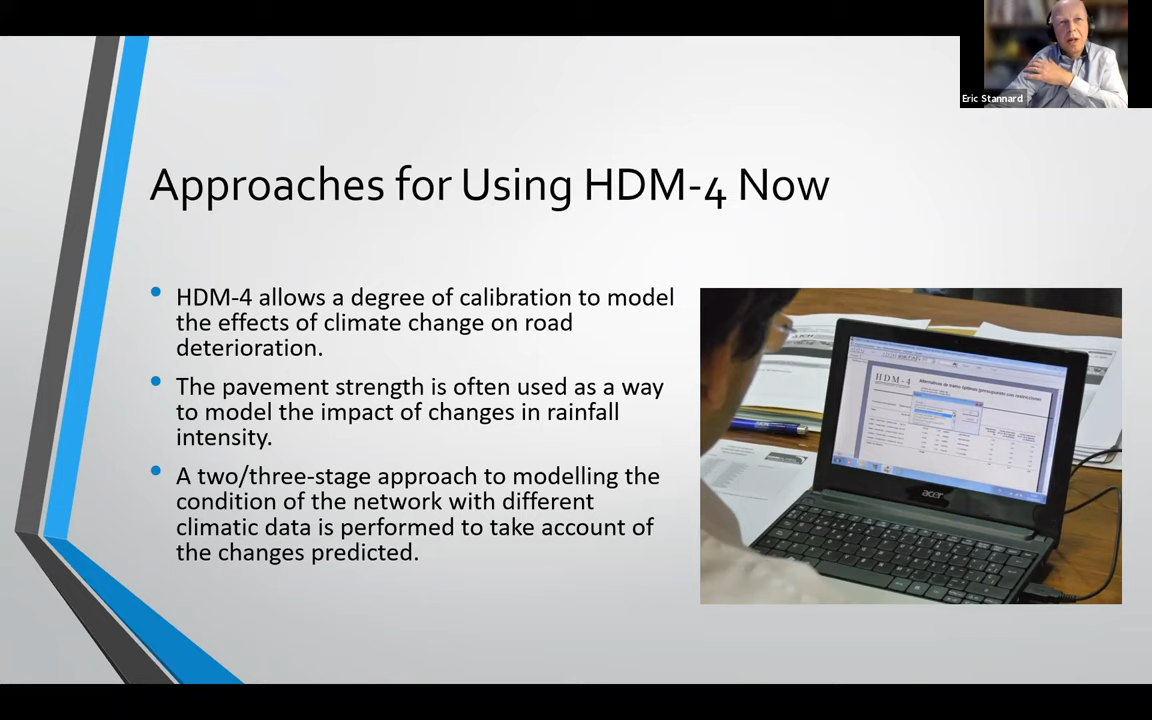 Eric Stannard
Approaches for Using HDM-4 Now
HDM-4 allows a degree of calibration to model
the effects of climate change on road
deterioration.
The pavement strength is often used as a way
to model the impact of changes in rainfall
intensity.
A two/three-stage approach to modelling the
condition of the network with different
climatic data is performed to take account of
the changes predicted.
HDM-4
acer